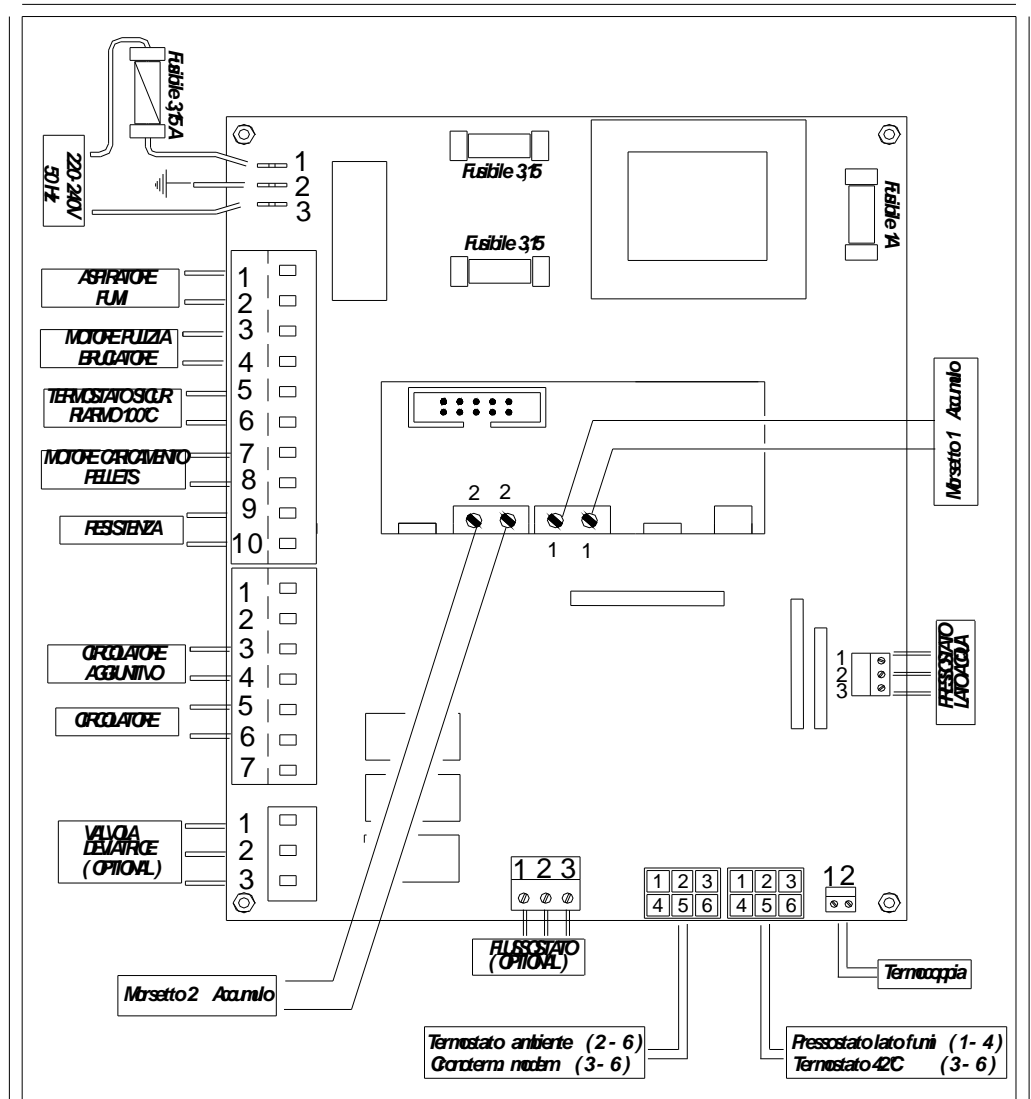 Fusibile 3,15 A
220-240V
50 Hz
1
2
3
Fusibile 3,15
Fusibile 3,15
Fusibile 1A
ASPIRATORE
FUMI
1
2
MOTORE PULIZIA
BRUCIATORE
3
4
TERMOSTATO SICUR
RIARMO 100°C
5
6
MOTORE CARICAMENTO
PELLETS
7
8
RESISTENZA
9
10
Morsetto 1 Accumulo
2 2
1 1
1
2
CIRCOLATORE
AGGIUNTIVO
3
4
CIRCOLATORE
5
6
7
1
2
3
PRESSOSTATO
LATO ACQUA
VALVOLA
DEVIATRICE
( OPTIONAL )
1
2
3
1 2 3
FLUSSOSTATO
( OPTIONAL )
1 2 3
4 5 6
1 2 3
4 5 6
1 2
Termocoppia
Morsetto 2 Accumulo
Termostato ambiente ( 2 - 6 )
Cronoterm. modem ( 3 - 6 )
Pressostato lato fumi ( 1 - 4 )
Termostato 42°C ( 3 - 6 )